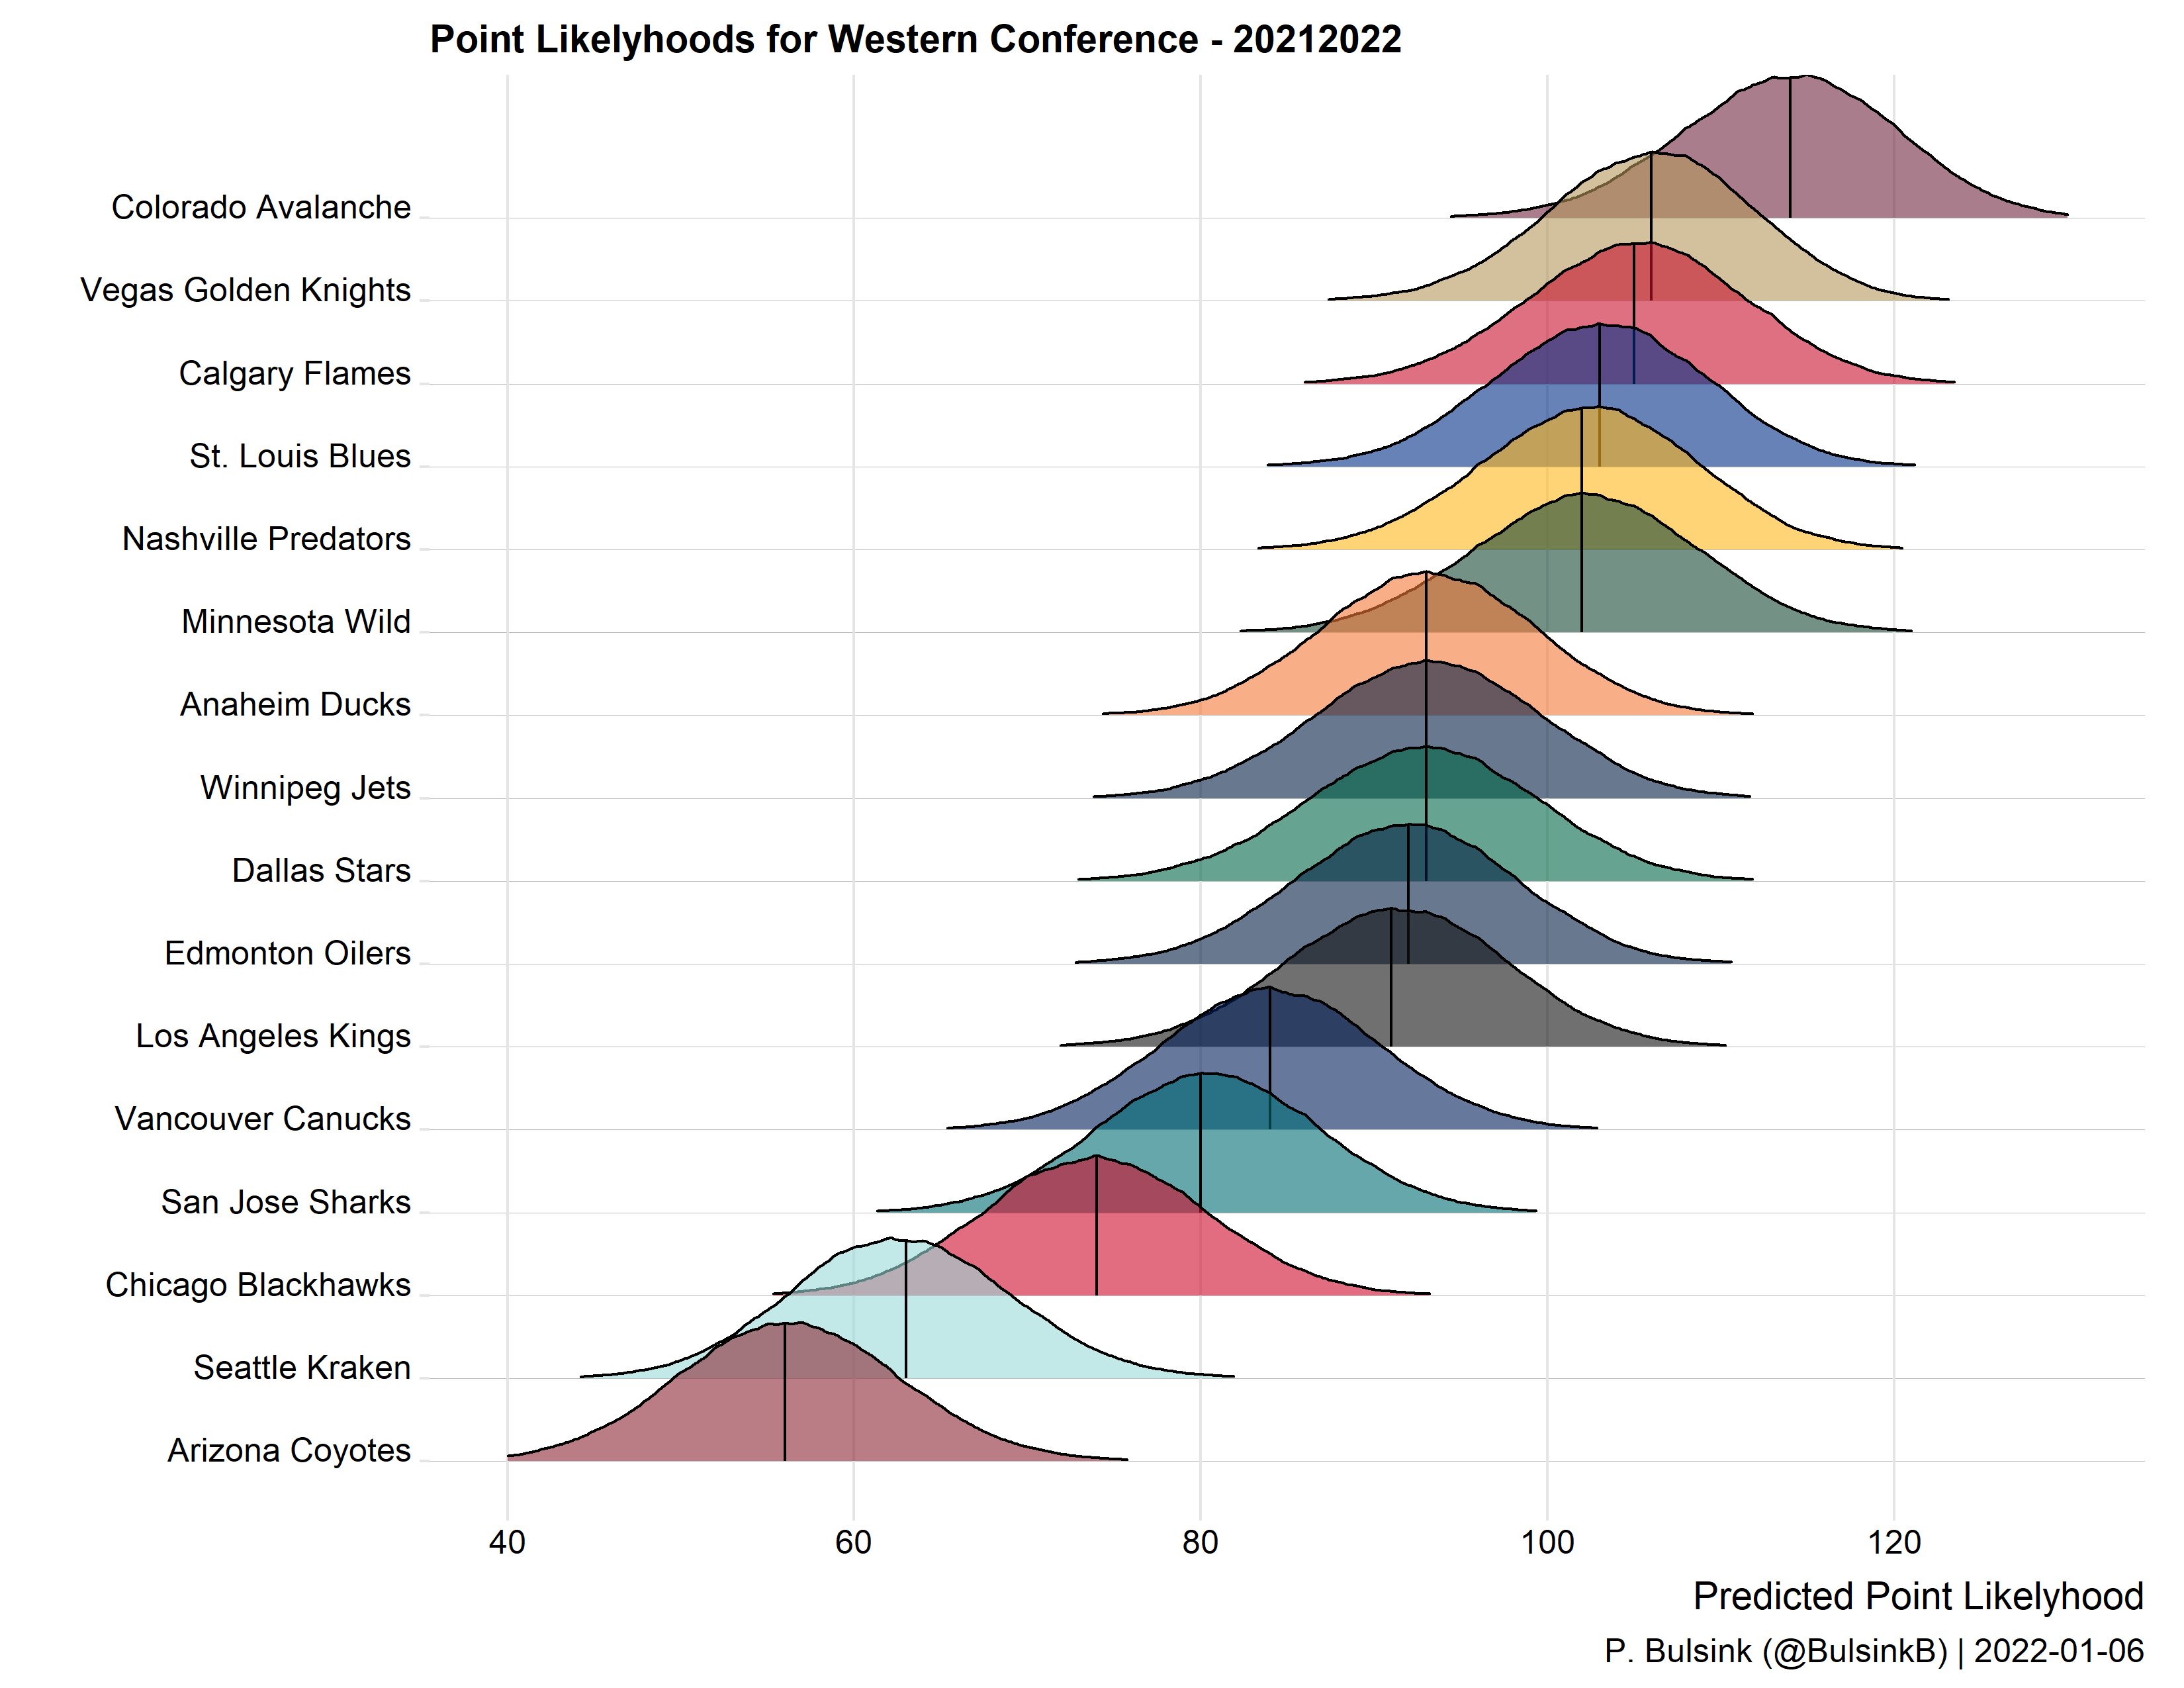 Point Likelyhoods for Western Conference - 20212022
Colorado Avalanche
Vegas Golden Knights
Calgary Flames
St. Louis Blues
Nashville Predators
Minnesota Wild
Anaheim Ducks
Winnipeg Jets
Dallas Stars
Edmonton Oilers
Los Angeles Kings
Vancouver Canucks
San Jose Sharks
Chicago Blackhawks
Seattle Kraken
Arizona Coyotes
40 60 80 100 120
Predicted Point Likelyhood
P. Bulsink (@BulsinkB) | 2022-01-06